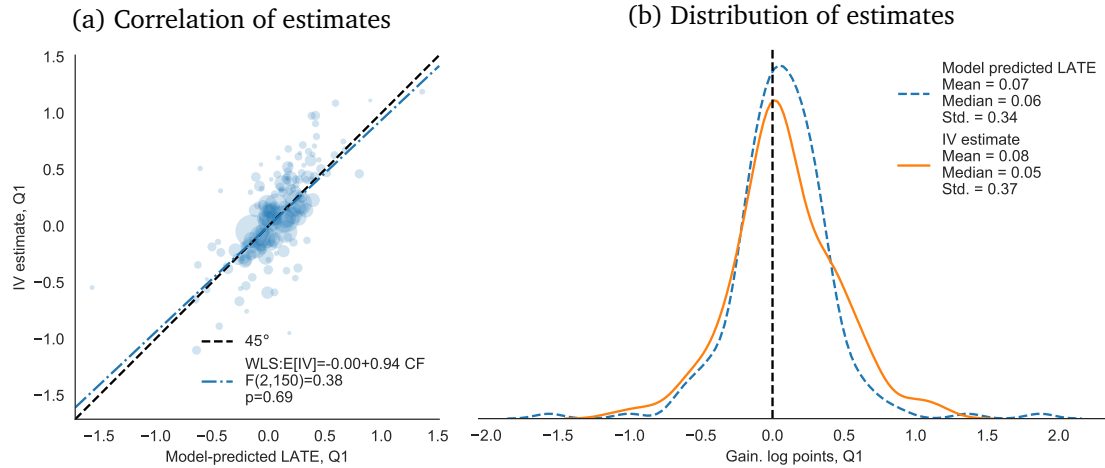 (a) Correlation of estimates
1.5
1.0
0.5
0.0
−0.5
−1.0
−1.5
IV estimate, Q1
45°
WLS:E[IV]=-0.00+0.94 CF
F(2,150)=0.38
p=0.69
−1.5 −1.0 −0.5 0.0 0.5 1.0 1.5
Model-predicted LATE, Q1
(b) Distribution of estimates
Model predicted LATE
Mean = 0.07
Median = 0.06
Std. = 0.34
IV estimate
Mean = 0.08
Median = 0.05
Std. = 0.37
−2.0 −1.5 −1.0 −0.5 0.0 0.5 1.0 1.5 2.0
Gain. log points, Q1